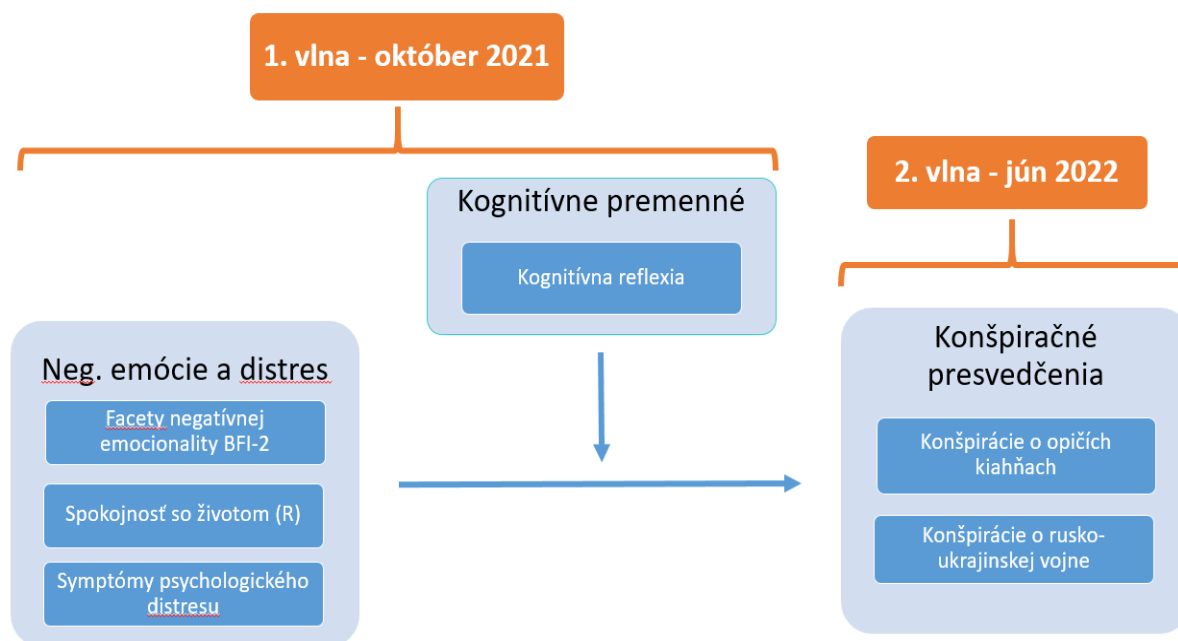 1. vlna - október 2021
2. vlna - jún 2022
Kognitívne premenné
Kognitívna reflexia
Neg. emócie a distres
Facety negatívnej
emocionality BFI-2
Spokojnosť so životom (R)
Symptómy psychologického
distresu
Konšpiračné
presvedčenia
Konšpirácie o opičích
kiahňach
Konšpirácie o rusko-
ukrajinskej vojne